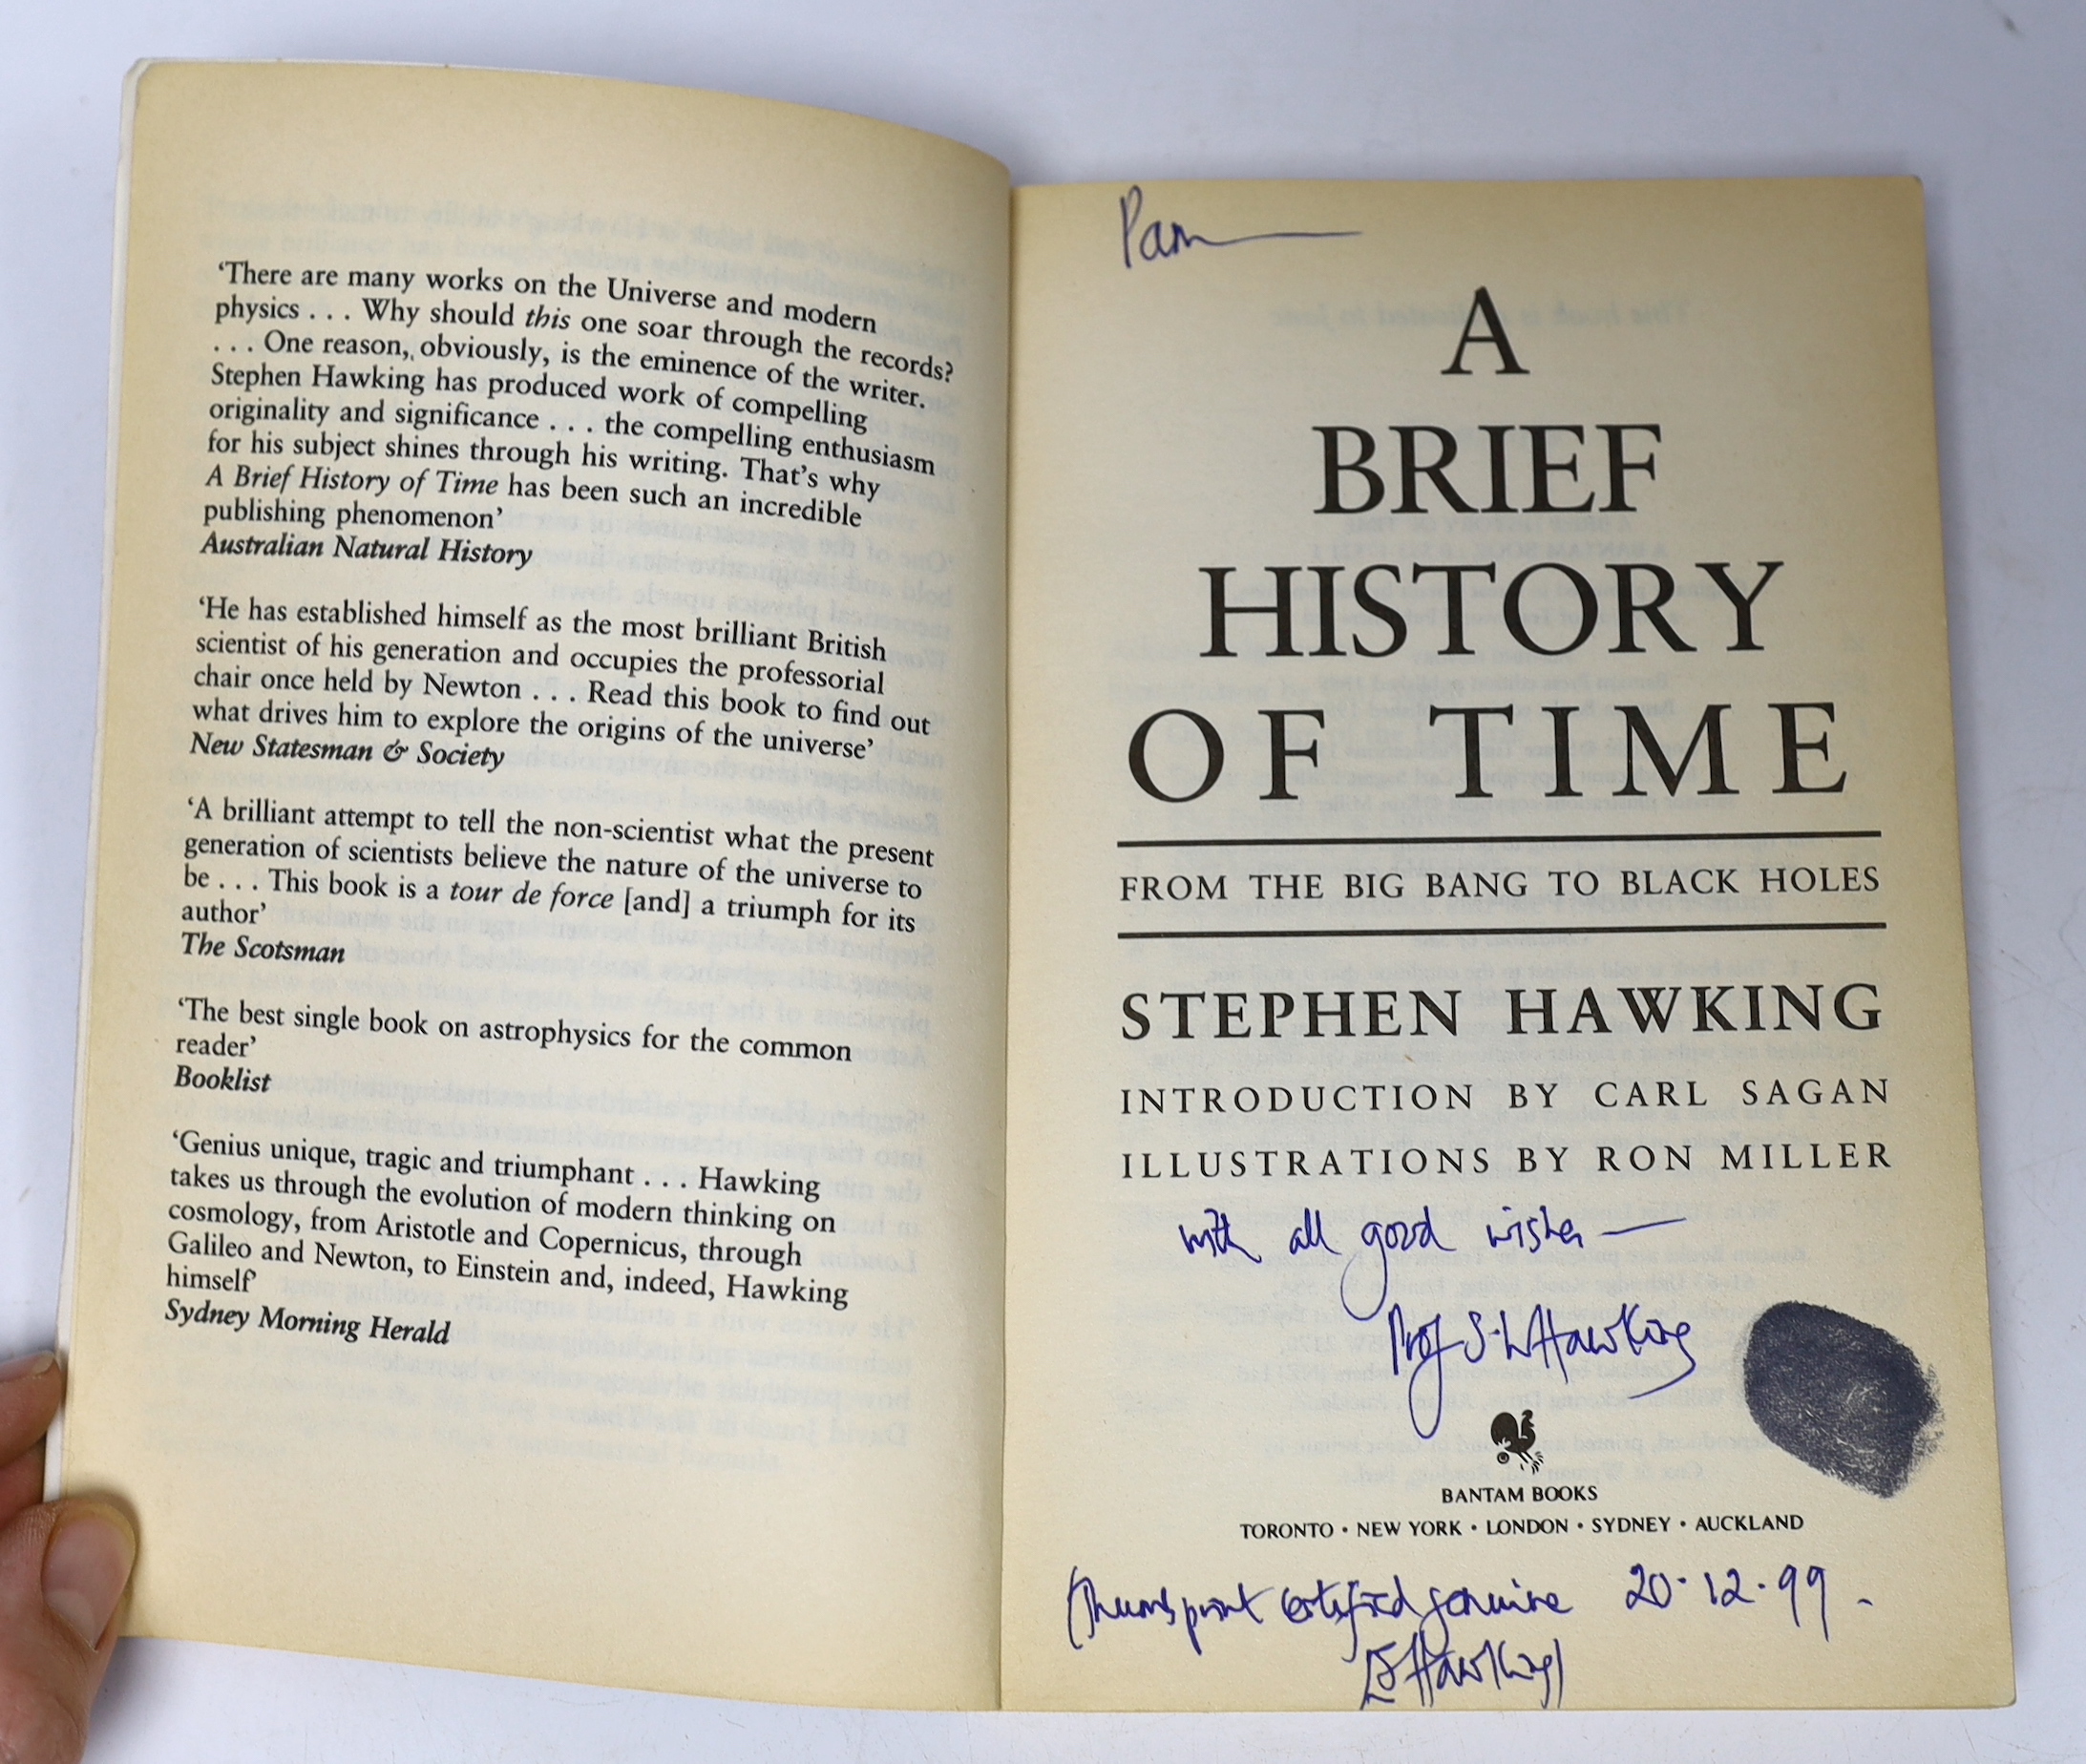 ‘There are many works on the Universe and modern
physics . . . Why should this one soar through the records?
. . . One reason, obviously, is the eminence of the writer.
Stephen Hawking has produced work of compelling
originality and significance . . . the compelling enthusiasm
for his subject shines through his writing. That’s why
A Brief History of Time has been such an incredible
publishing phenomenon’
Australian Natural History
‘He has established himself as the most brilliant British
scientist of his generation and occupies the professorial
chair once held by Newton . . . Read this book to find out
what drives him to explore the origins of the universe’
New Statesman & Society
‘A brilliant attempt to tell the non-scientist what the present
generation of scientists believe the nature of the universe to
be . . . This book is a tour de force [and] a triumph for its
author’
The Scotsman
‘The best single book on astrophysics for the common
reader’
Booklist
‘Genius unique, tragic and triumphant . . . Hawking
takes us through the evolution of modern thinking on
cosmology, from Aristotle and Copernicus, through
Galileo and Newton, to Einstein and, indeed, Hawking
himself’
Sydney Morning Herald
Pam
A
BRIEF
HISTORY
OF TIME
FROM THE BIG BANG TO BLACK HOLES
STEPHEN HAWKING
INTRODUCTION BY CARL SAGAN
ILLUSTRATIONS BY RON MILLER
with all good wishes —
Prof S.W Hawking
BANTAM BOOKS
TORONTO • NEW YORK • LONDON • SYDNEY • AUCKLAND
(Thumbprint certified genuine 20·12·99 -
Hawking)